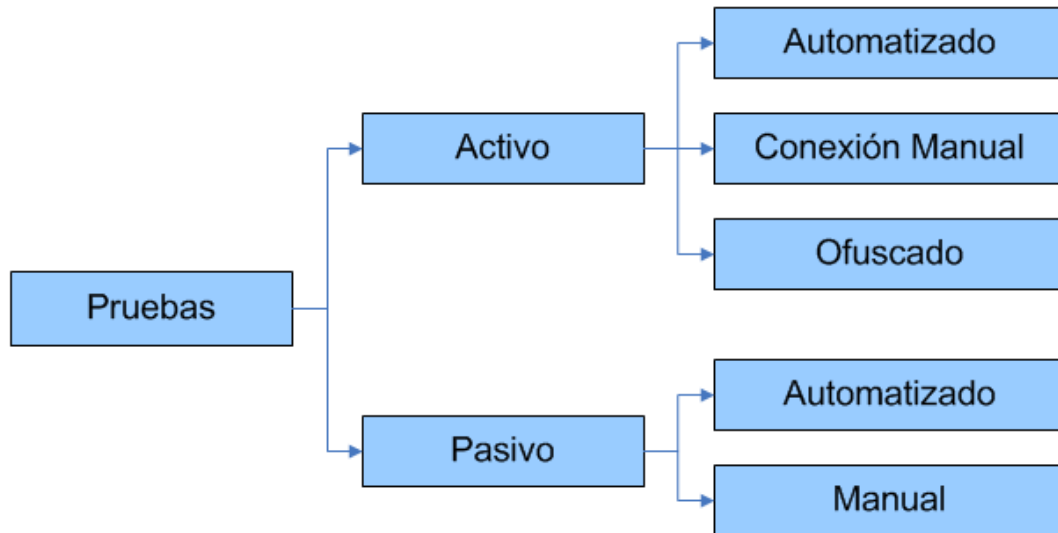 Pruebas
Activo
Automatizado
Conexión Manual
Ofuscado
Pasivo
Automatizado
Manual